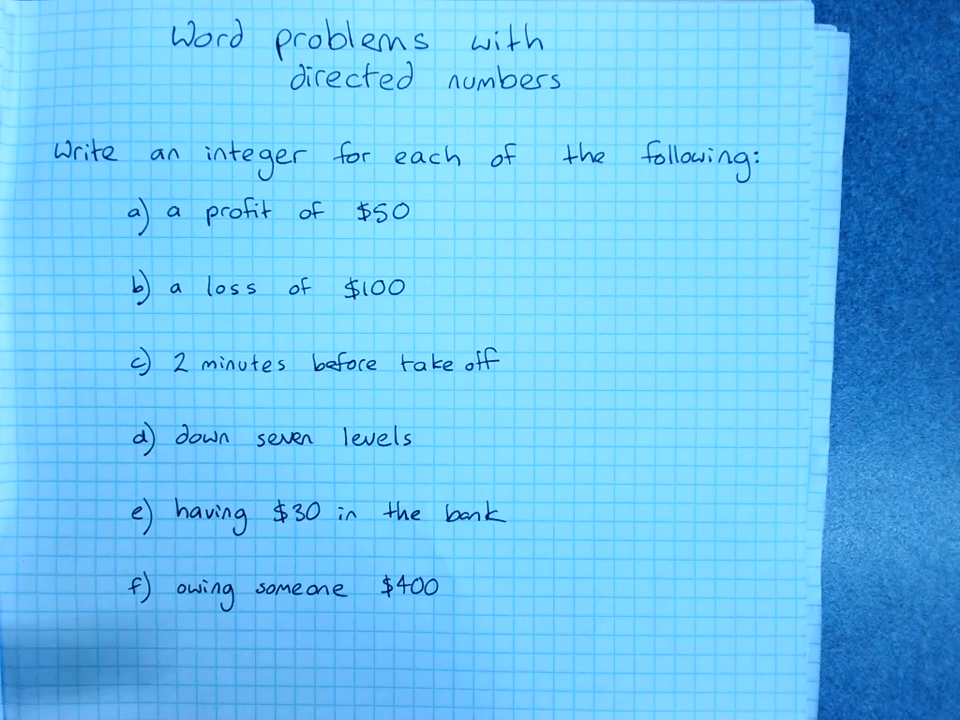 Word problems with
directed numbers
Write an integer for each of the following:
a) a profit of $50
b) a loss of $100
c) 2 minutes before take off
d) down seven levels
e) having $30 in the bank
f) owing someone $400